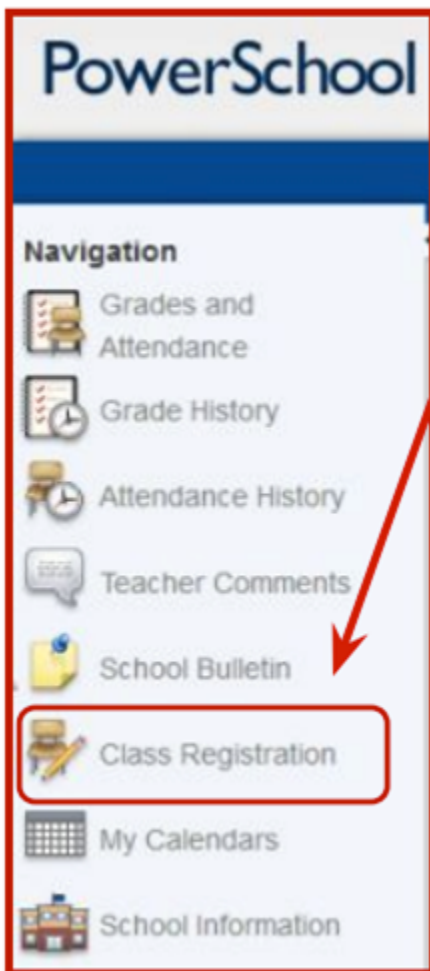 PowerSchool
Navigation
Grades and
Attendance
Grade History
Attendance History
Teacher Comments
School Bulletin
Class Registration
My Calendars
School Information